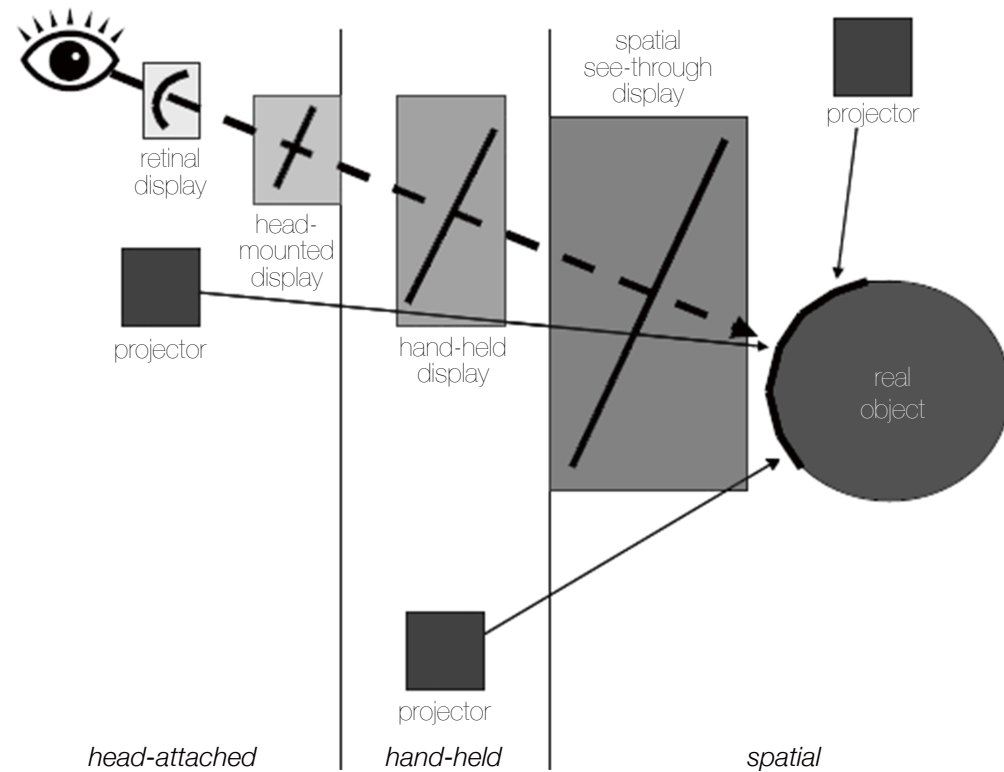 spatial
see-through
display
projector
retinal
display
head-
mounted
display
projector
hand-held
display
real
object
projector
head-attached
hand-held
spatial